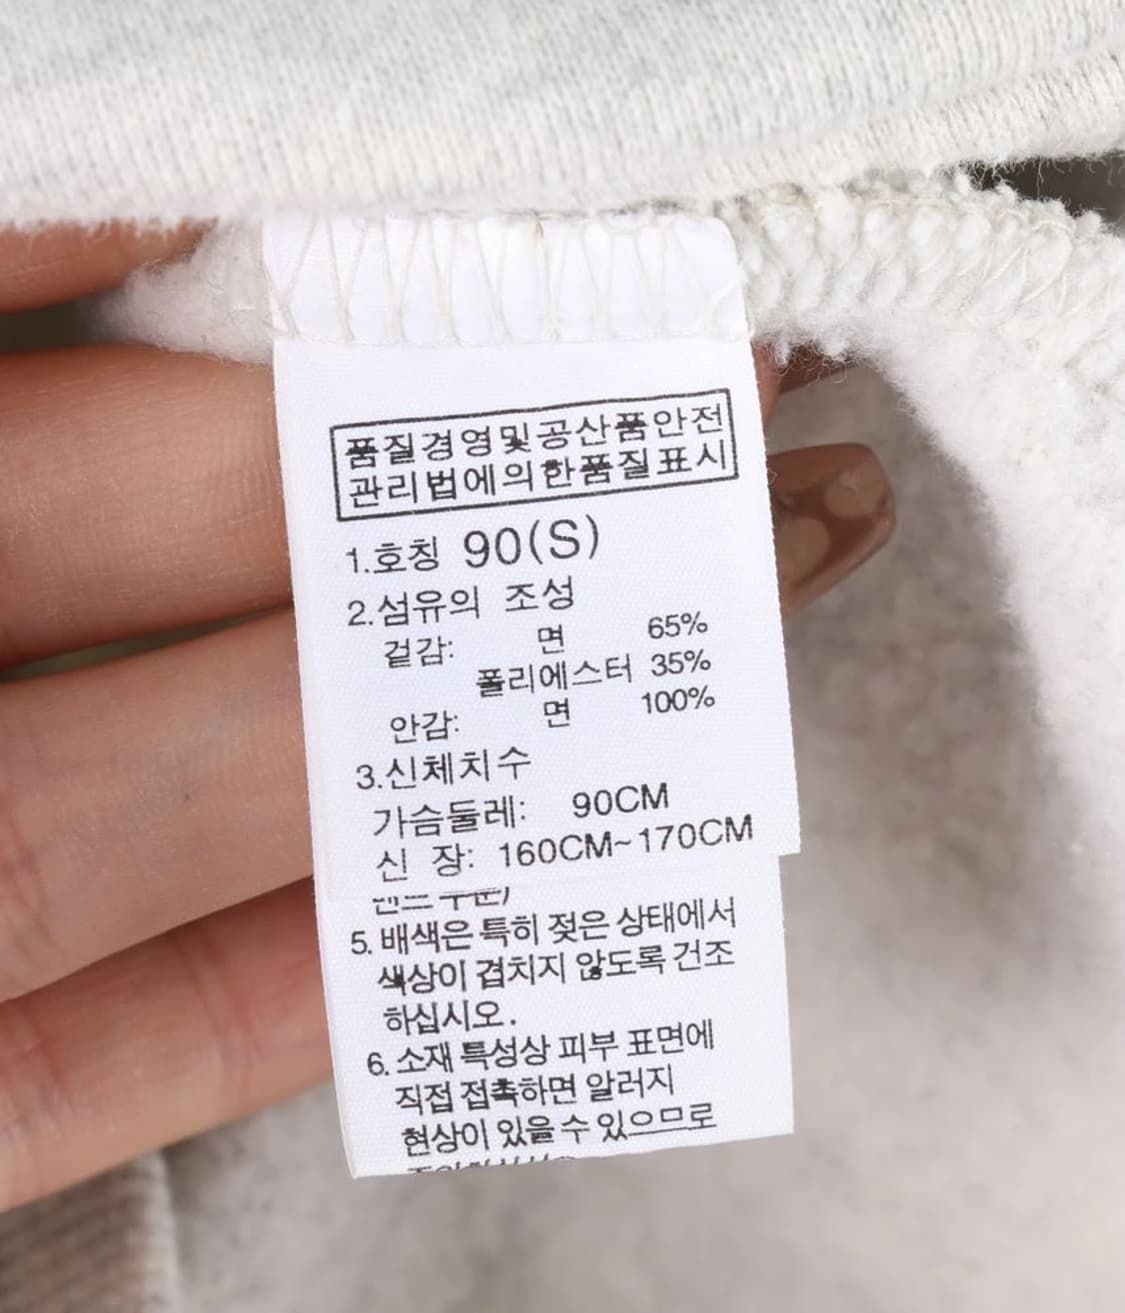 품질경영및공산품안전
관리법에의한품질표시
1.호칭 90(S)
2.섬유의 조성
겉감: 면 65%
폴리에스터 35%
안감: 면 100%
3.신체치수
가슴둘레: 90CM
신 장: 160CM~170CM
5. 배색은 특히 젖은 상태에서
색상이 겹치지 않도록 건조
하십시오.
6. 소재 특성상 피부 표면에
직접 접촉하면 알러지
현상이 있을 수 있으므로